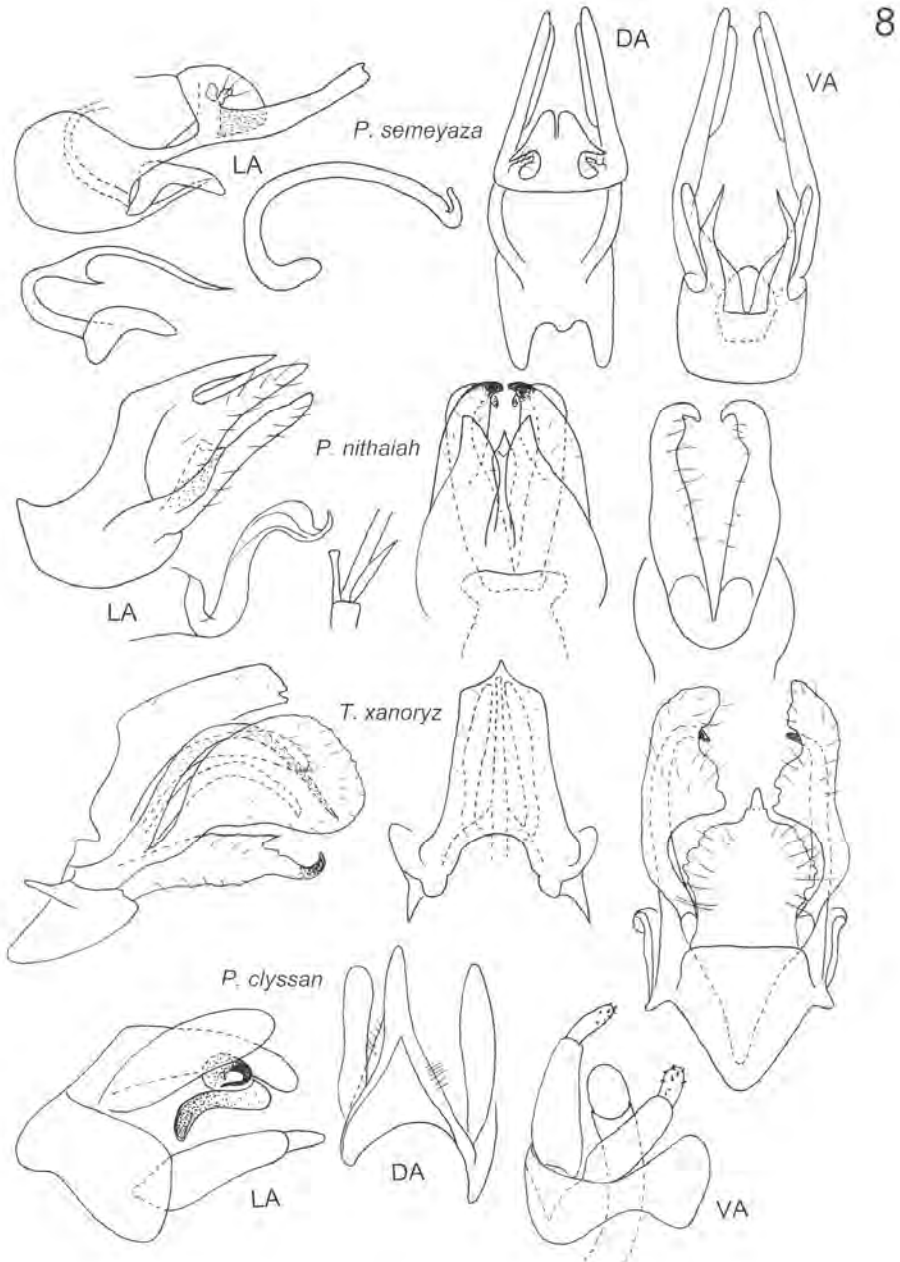 8
DA
VA
P. semeyaza
LA
P. nithaiah
LA
T. xanoryz
P. clyssan
LA
DA
VA